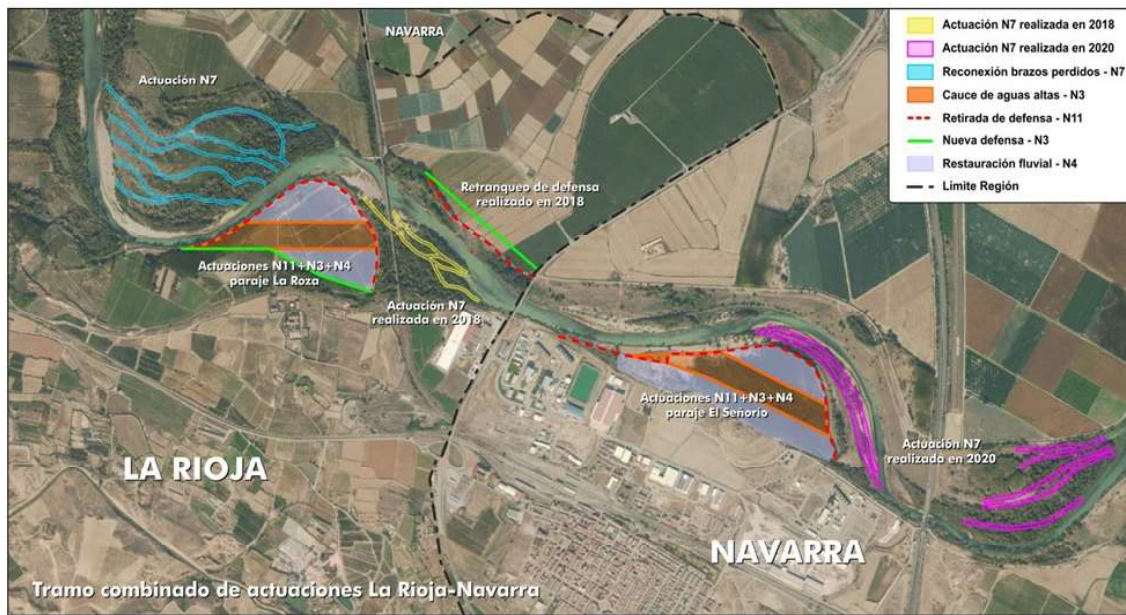 NAVARRA
Actuación N7
Retranqueo de defensa
realizado en 2018
Actuaciones N11+N3+N4
paraje La Roza
Actuación N7
realizada en 2018
Actuaciones N11+N3+N4
paraje El Señorio
Actuación N7
realizada en 2020
LA RIOJA
NAVARRA
Tramo combinado de actuaciones La Rioja-Navarra
Actuación N7 realizada en 2018
Actuación N7 realizada en 2020
Reconexión brazos perdidos - N7
Cauce de aguas altas - N3
Retirada de defensa - N11
Nueva defensa - N3
Restauración fluvial - N4
Limite Región